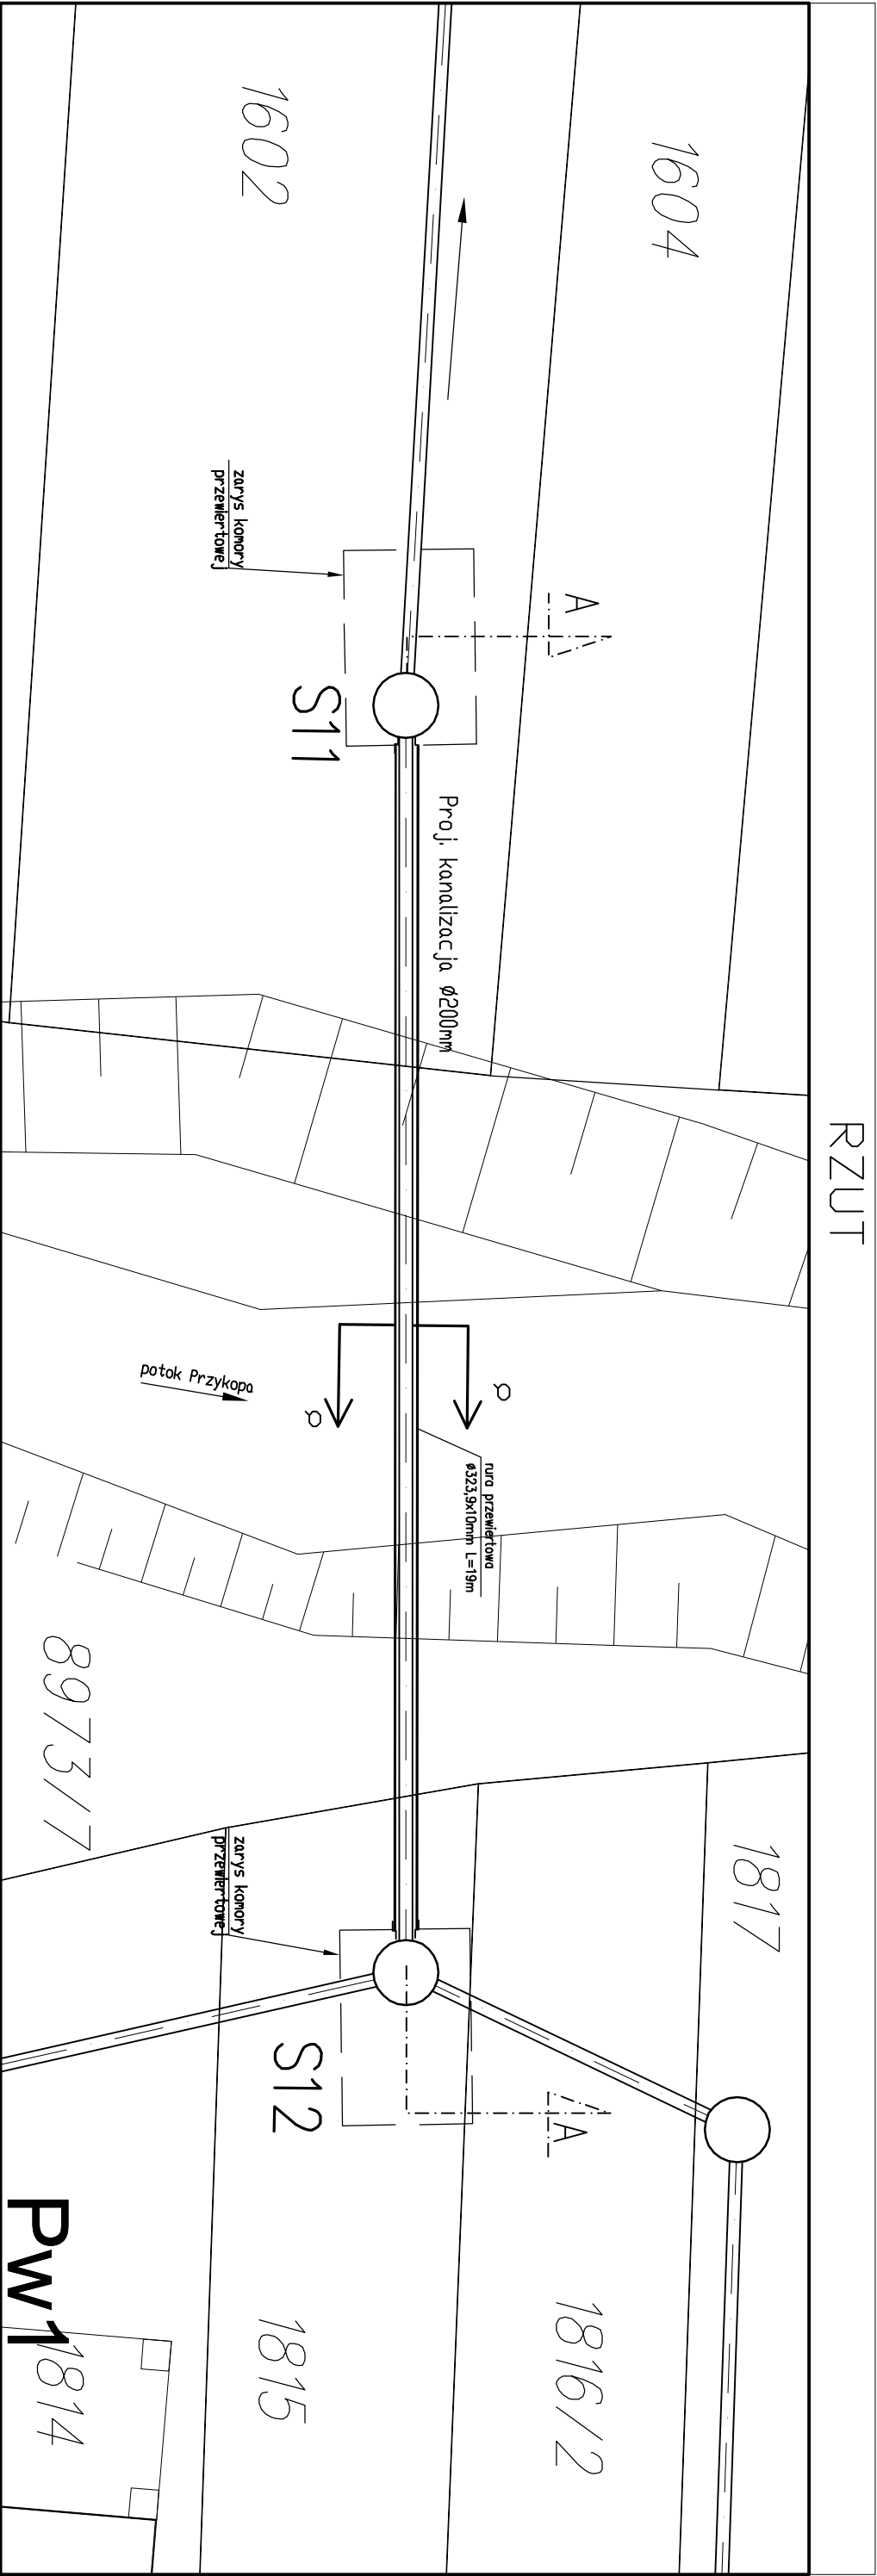 RZUT
1604
1602
A
zarys komory
przewiertowej
S11
Proj. kanalizacja Ø200mm
potok Przykopa
rura przewiertowa
ø323,9x10mm L=19m
8973/7
1817
zarys komory
przewiertowej
S12
A
1816/2
1815
1814
Pw1